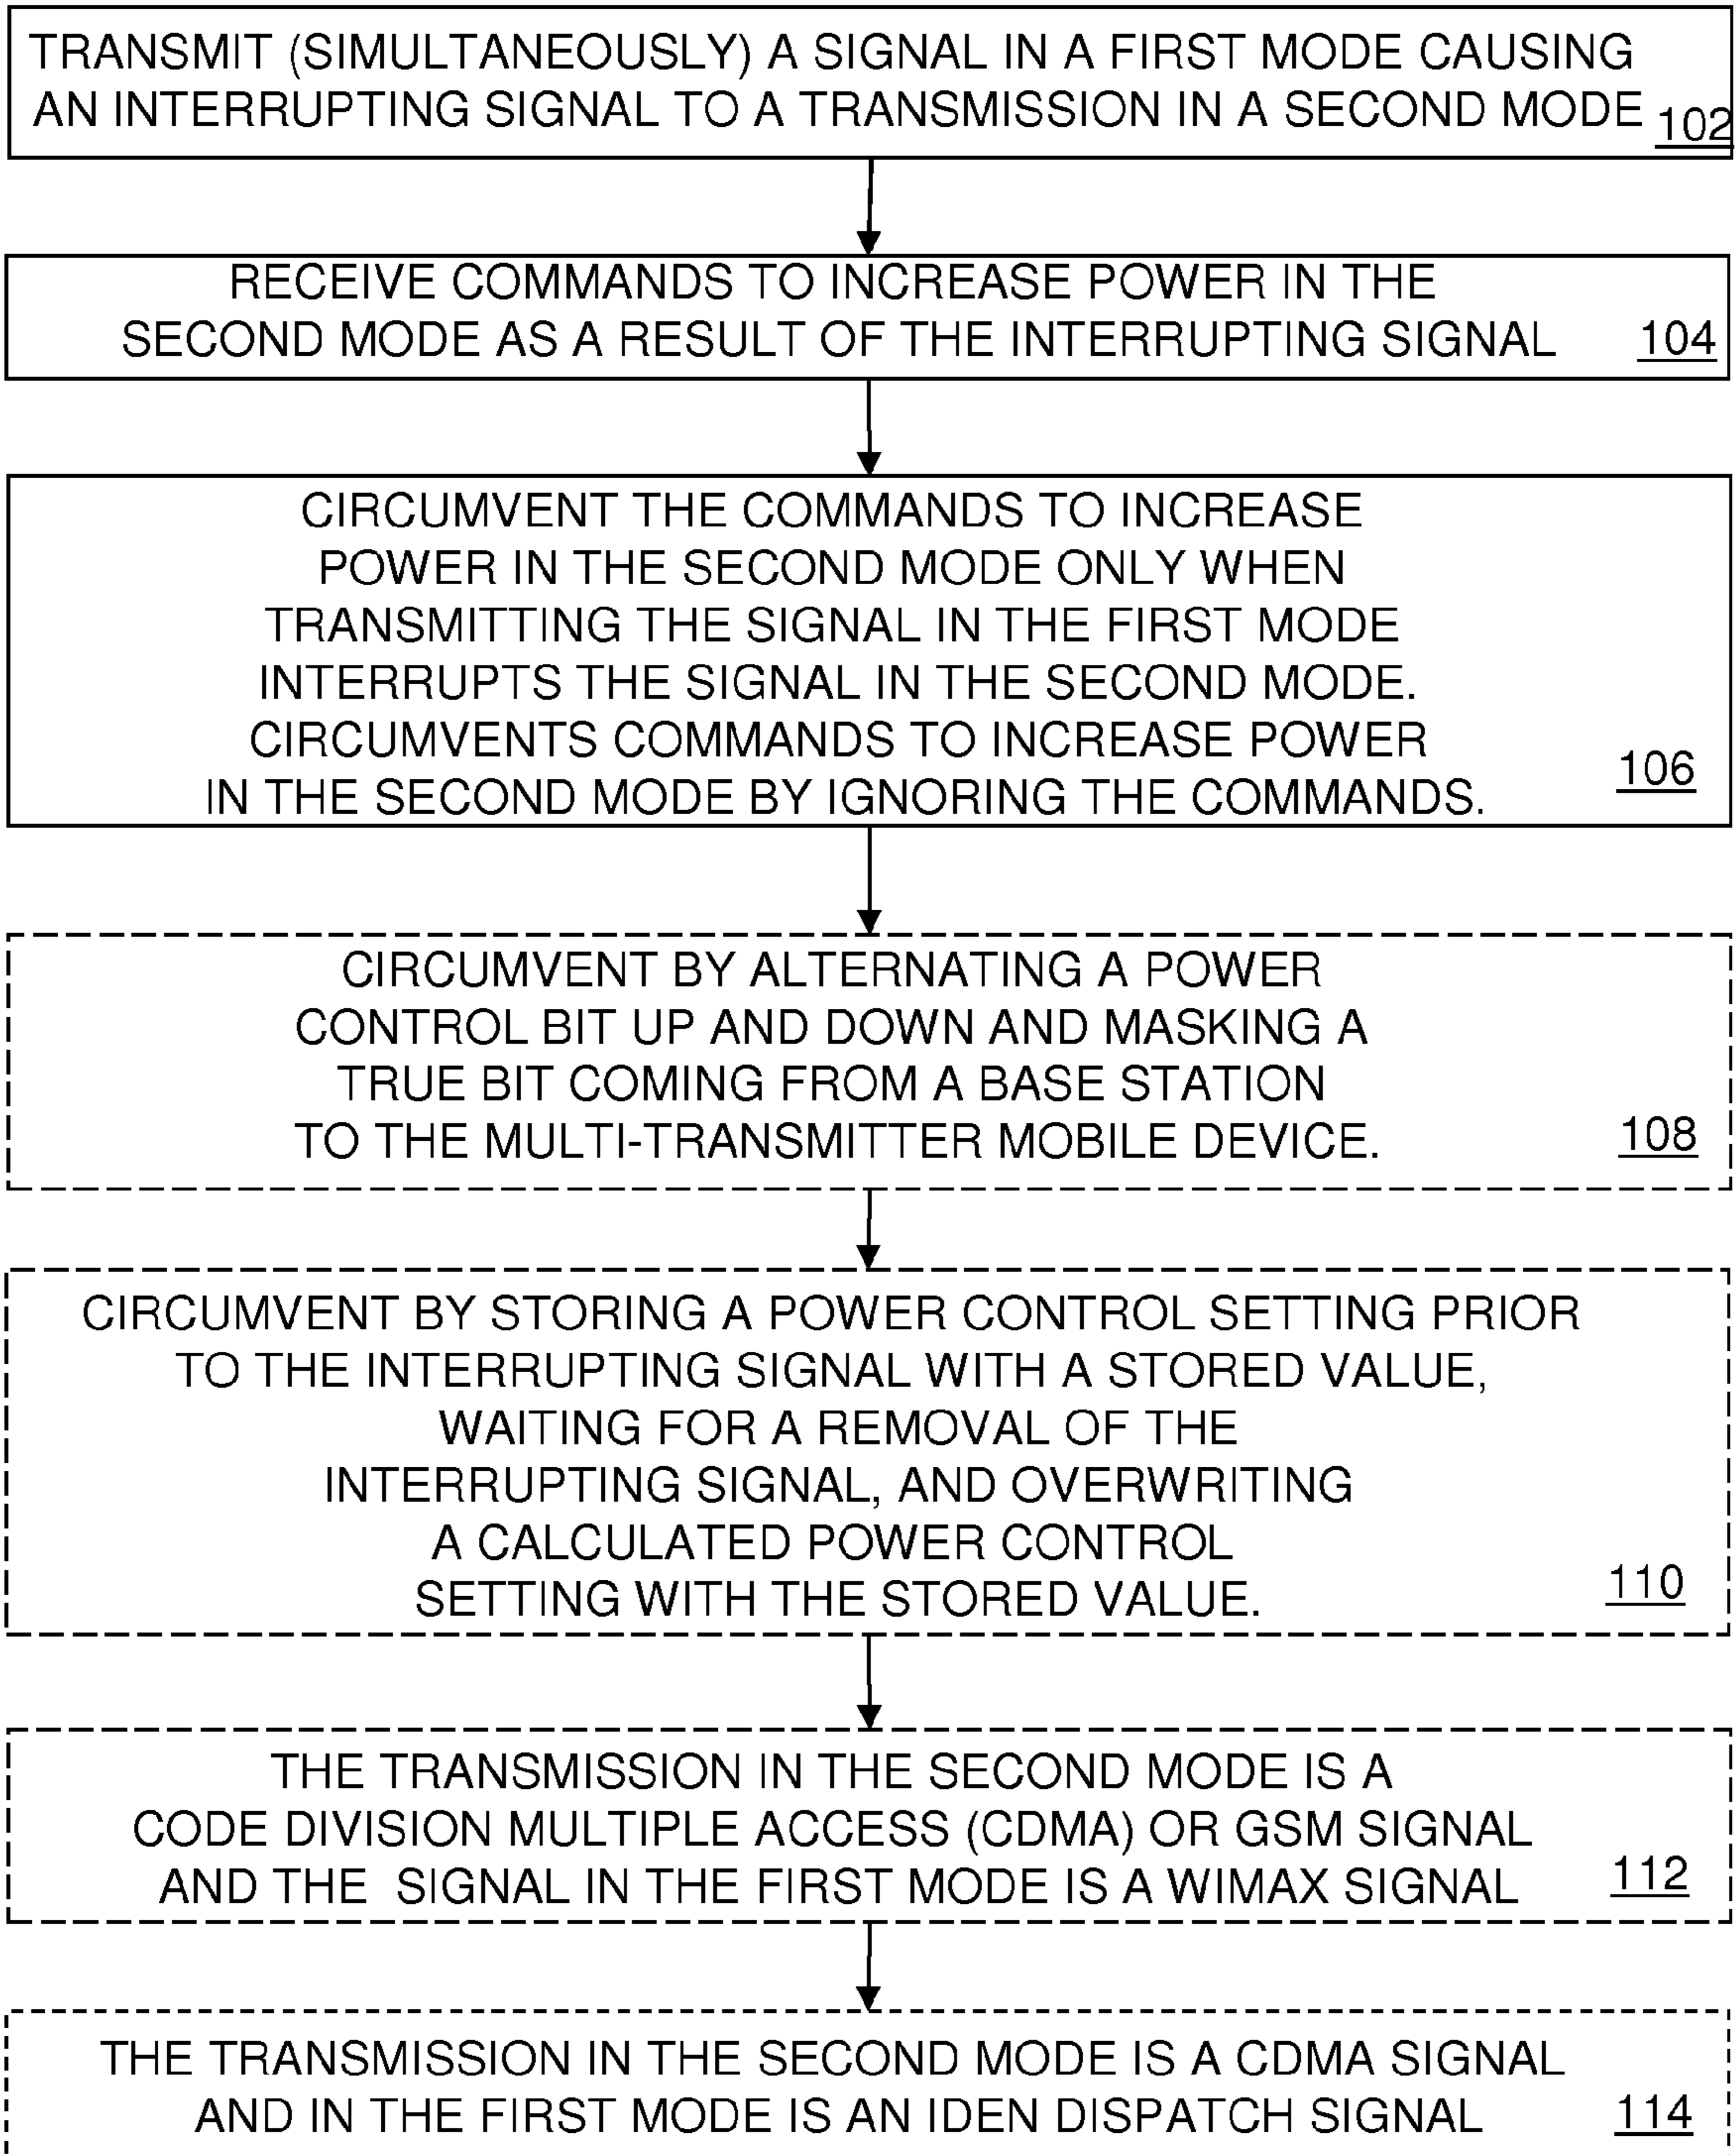 TRANSMIT (SIMULTANEOUSLY) A SIGNAL IN A FIRST MODE CAUSING
AN INTERRUPTING SIGNAL TO A TRANSMISSION IN A SECOND MODE 102
RECEIVE COMMANDS TO INCREASE POWER IN THE
SECOND MODE AS A RESULT OF THE INTERRUPTING SIGNAL 104
CIRCUMVENT THE COMMANDS TO INCREASE
POWER IN THE SECOND MODE ONLY WHEN
TRANSMITTING THE SIGNAL IN THE FIRST MODE
INTERRUPTS THE SIGNAL IN THE SECOND MODE.
CIRCUMVENTS COMMANDS TO INCREASE POWER
IN THE SECOND MODE BY IGNORING THE COMMANDS. 106
CIRCUMVENT BY ALTERNATING A POWER
CONTROL BIT UP AND DOWN AND MASKING A
TRUE BIT COMING FROM A BASE STATION
TO THE MULTI-TRANSMITTER MOBILE DEVICE. 108
CIRCUMVENT BY STORING A POWER CONTROL SETTING PRIOR
TO THE INTERRUPTING SIGNAL WITH A STORED VALUE,
WAITING FOR A REMOVAL OF THE
INTERRUPTING SIGNAL, AND OVERWRITING
A CALCULATED POWER CONTROL
SETTING WITH THE STORED VALUE. 110
THE TRANSMISSION IN THE SECOND MODE IS A
CODE DIVISION MULTIPLE ACCESS (CDMA) OR GSM SIGNAL
AND THE SIGNAL IN THE FIRST MODE IS A WIMAX SIGNAL 112
THE TRANSMISSION IN THE SECOND MODE IS A CDMA SIGNAL
AND IN THE FIRST MODE IS AN IDEN DISPATCH SIGNAL 114